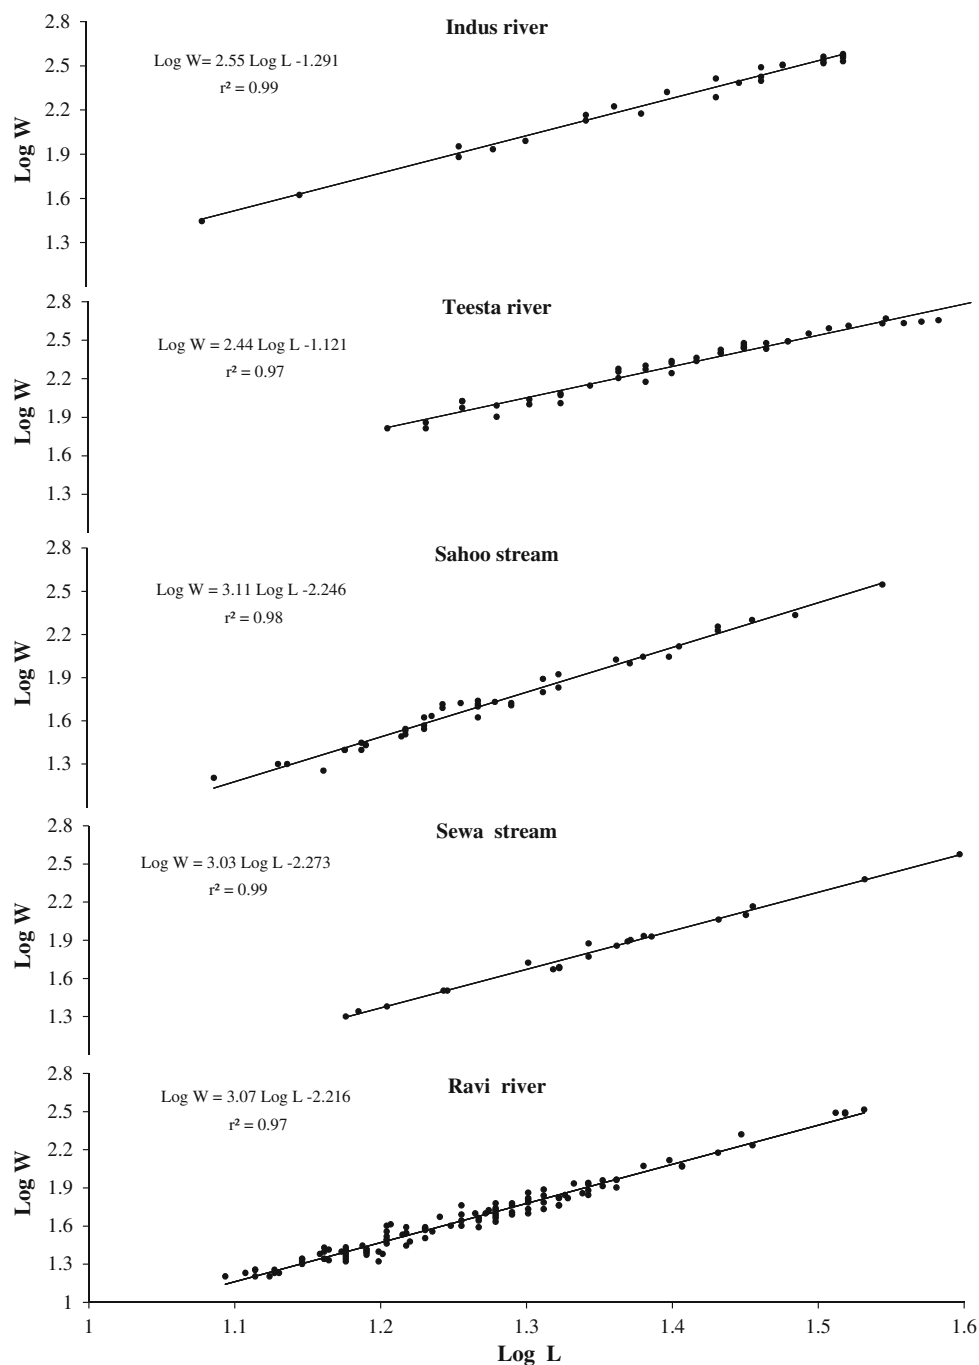 Indus river
Log W= 2.55 Log L -1.291
r² = 0.99
Log W
2.8
2.5
2.2
1.9
1.6
1.3
Teesta river
Log W = 2.44 Log L -1.121
r² = 0.97
Log W
2.8
2.5
2.2
1.9
1.6
1.3
Sahoo stream
Log W = 3.11 Log L -2.246
r² = 0.98
Log W
2.8
2.5
2.2
1.9
1.6
1.3
Sewa stream
Log W = 3.03 Log L -2.273
r² = 0.99
Log W
2.8
2.5
2.2
1.9
1.6
1.3
Ravi river
Log W = 3.07 Log L -2.216
r² = 0.97
Log W
2.8
2.5
2.2
1.9
1.6
1.3
1
1 1.1 1.2 1.3 1.4 1.5 1.6
Log L